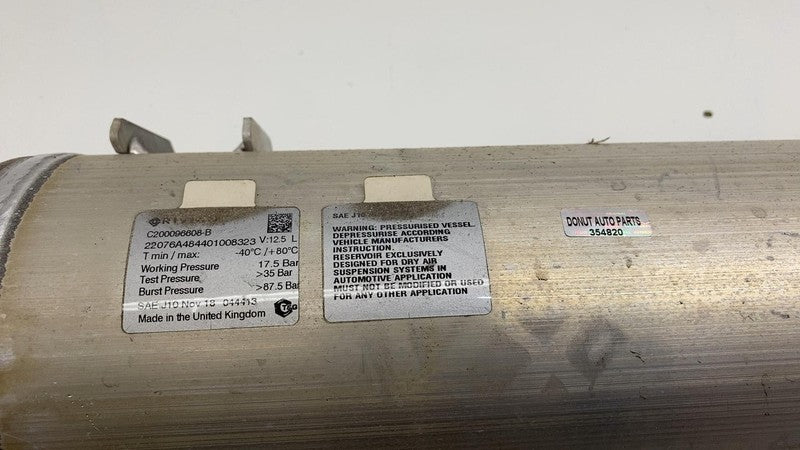 C200096608-B
22076A484401008323 V:12.5 L
T min / max: -40°C / +80°C
Working Pressure 17.5 Bar
Test Pressure >35 Bar
Burst Pressure >87.5 Bar
SAE J10 Nov 18 044413
Made in the United Kingdom
SAE J10
WARNING: PRESSURISED VESSEL.
DEPRESSURISE ACCORDING
VEHICLE MANUFACTURERS
INSTRUCTION.
RESERVOIR EXCLUSIVELY
DESIGNED FOR DRY AIR
SUSPENSION SYSTEMS IN
AUTOMOTIVE APPLICATION
MUST NOT BE MODIFIED OR USED
FOR ANY OTHER APPLICATION
DONUT AUTO PARTS
354820